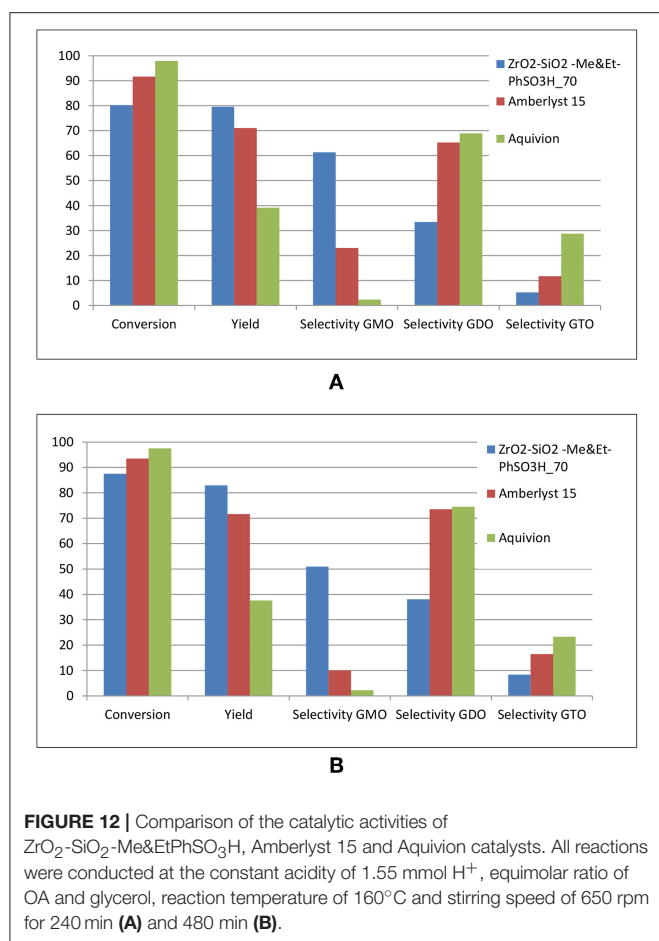 100
90
80
70
60
50
40
30
20
10
0
ZrO2-SiO2 -Me&Et-
PhSO3H_70
Amberlyst 15
Aquivion
Conversion Yield Selectivity GMO Selectivity GDO Selectivity GTO
A
100
90
80
70
60
50
40
30
20
10
0
ZrO2-SiO2 -Me&Et-
PhSO3H_70
Amberlyst 15
Aquivion
Conversion Yield Selectivity GMO Selectivity GDO Selectivity GTO
B
FIGURE 12 | Comparison of the catalytic activities of
ZrO₂-SiO₂-Me&EtPhSO₃H, Amberlyst 15 and Aquivion catalysts. All reactions
were conducted at the constant acidity of 1.55 mmol H⁺, equimolar ratio of
OA and glycerol, reaction temperature of 160°C and stirring speed of 650 rpm
for 240 min (A) and 480 min (B).